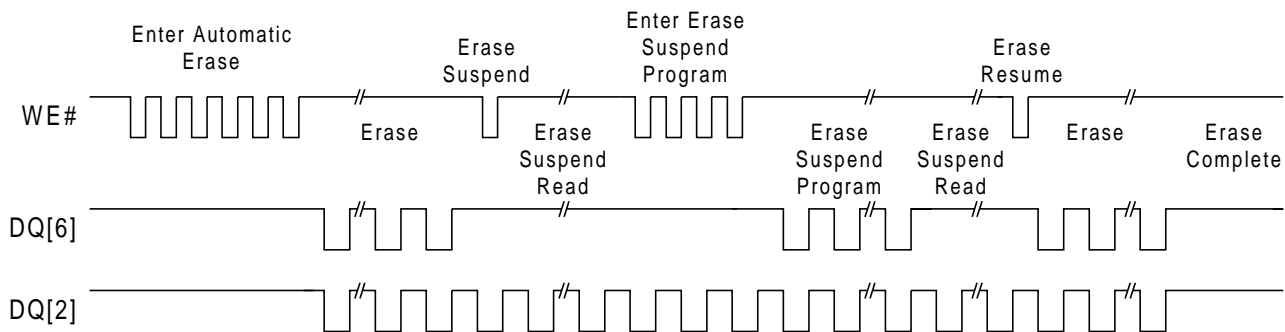 Enter Automatic
Erase
Erase
Suspend
Enter Erase
Suspend
Program
Erase
Resume
WE#
Erase
Erase
Suspend
Read
Erase
Suspend
Program
Erase
Suspend
Read
Erase
Erase
Complete
DQ[6]
DQ[2]